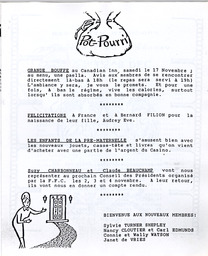 Pot-Pourri
GRANDE BOUFFE au Canadian Inn, samedi le 17 novembre;
au menu, une paella. Avis aux membres de se rencontrer
directement là-bas à 18h (le repas sera servi à 19h)
L'ambiance y sera, je vous le promets. Et pour une
fois, à bas le régime, vive les calories, surtout
lorsqu'ils sont absorbés en bonne compagnie.
********
FELICITATIONS à France et à Bernard FILION pour la
naissance de leur fille, Audrey Eve.
********
LES ENFANTS DE LA PRE-MATERNELLE s'amusent bien avec
les nouveaux jouets, casse-tête et livres qu'on vient
d'acheter avec une partie de l'argent du Casino.
********
Suzy CHARBONNEAU et Claude BEAUCHAMP vont nous
représenter au prochain Conseil des Présidents organisé
par la F.F.C. les 2, 3 et 4 novembre. A leur retour,
ils vont nous en donner un compte rendu.
********
BIENVENUE AUX NOUVEAUX MEMBRES:
Sylvie TURNER SHEPLEY
Nancy CLOUTIER et Carl EDMUNDS
Connie et Wally WATSON
Janet de VRIES